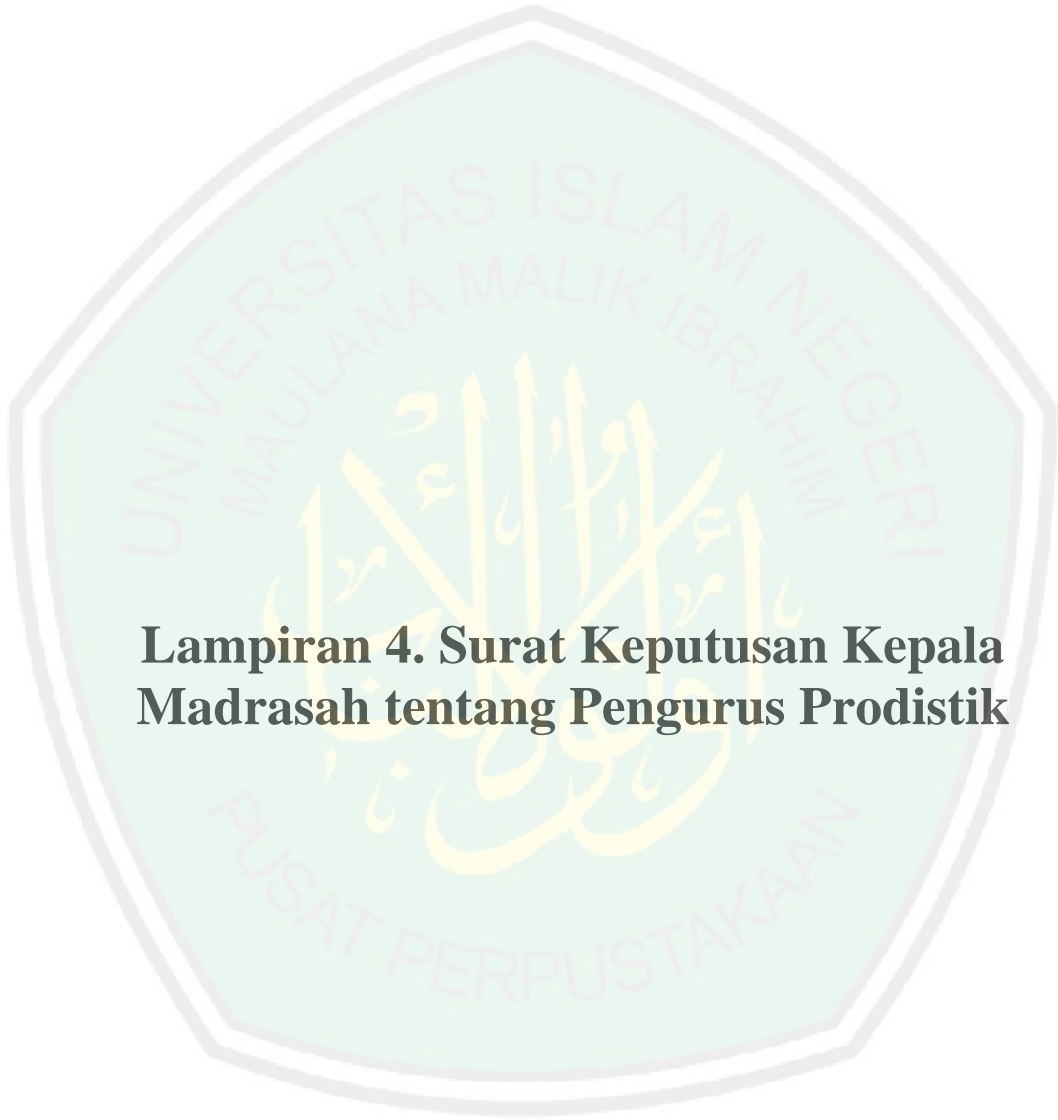 UNIVERSITAS ISLAM NEGERI
MAULANA MALIK IBRAHIM
Lampiran 4. Surat Keputusan Kepala
Madrasah tentang Pengurus Prodistik
PUSAT PERPUSTAKAAN